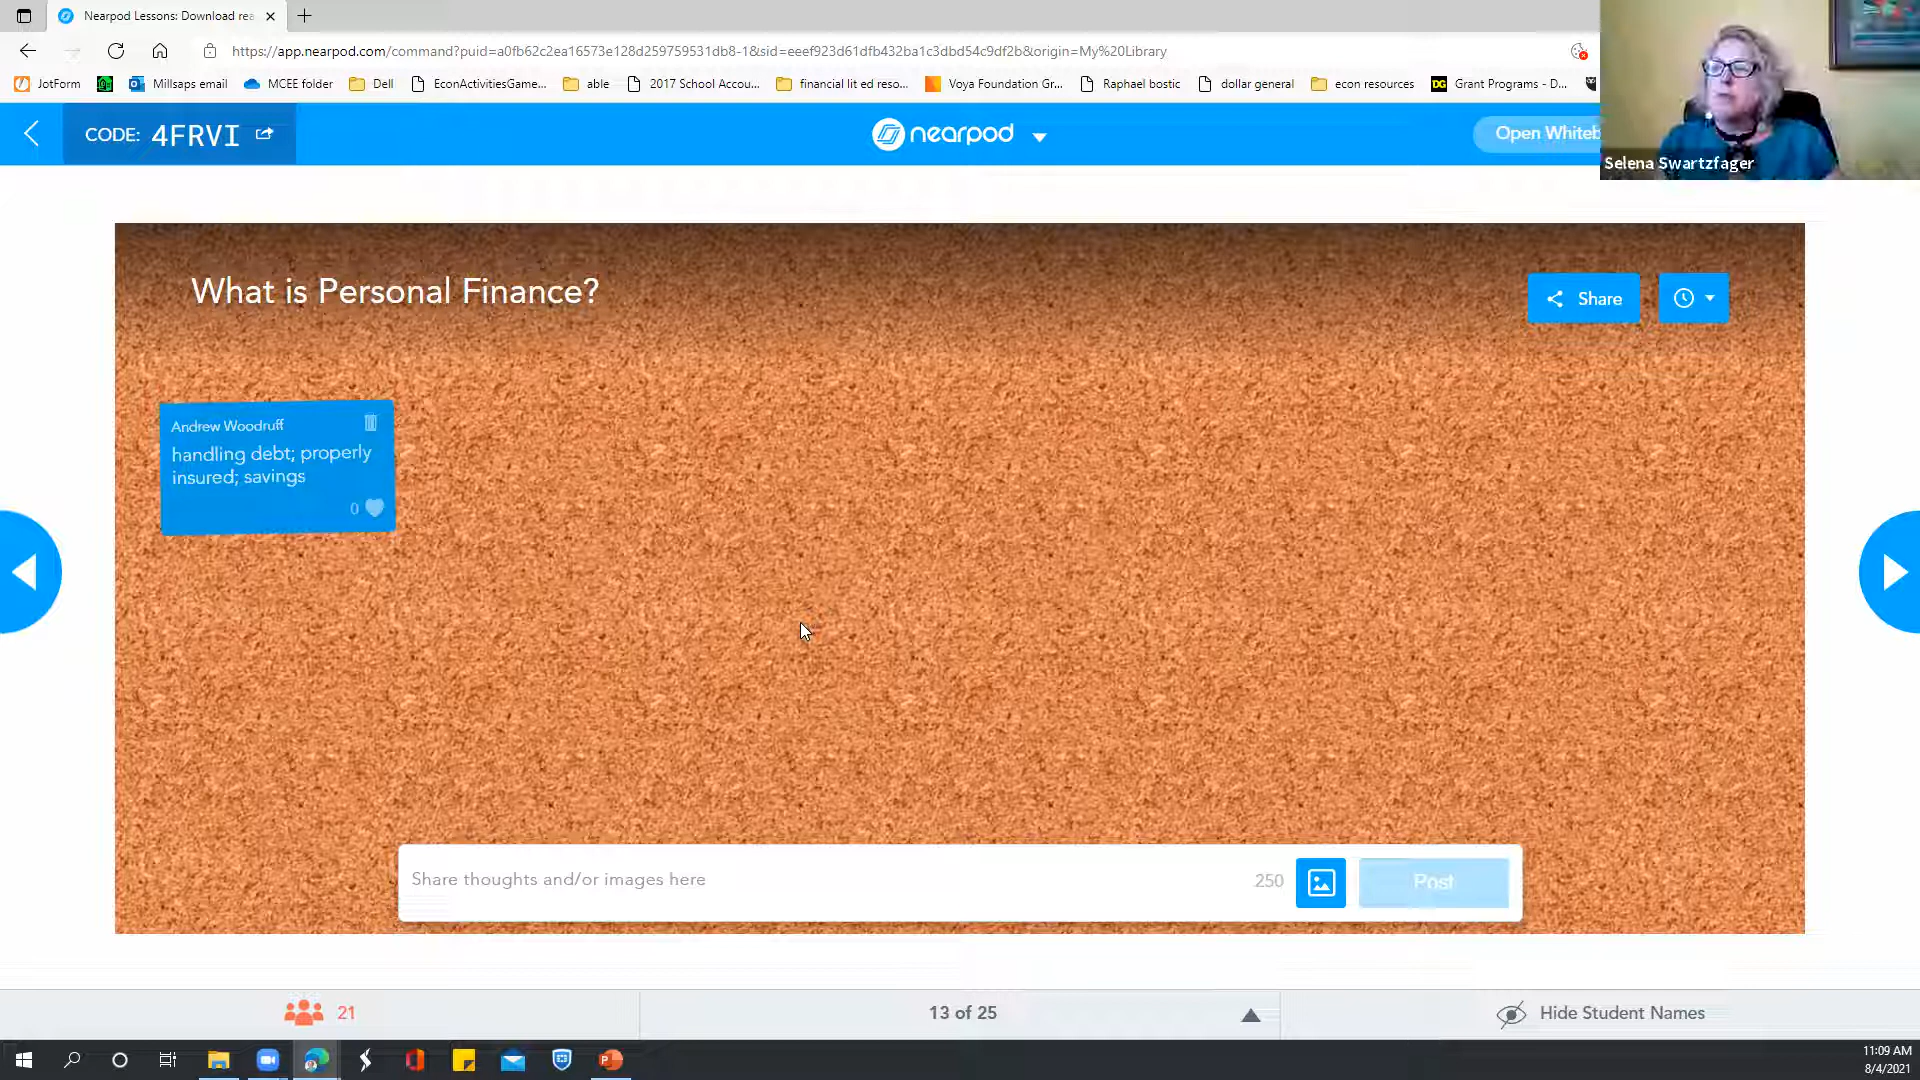 Nearpod Lessons: Download rea
https://app.nearpod.com/command?puid=a0fb62c2ea16573e128d259759531db8-1&sid=eeef923d61dfb432ba1c3dbd54c9df2b&origin=My%20Library
JotForm Millsaps email MCEE folder Dell EconActivitiesGame... able 2017 School Accou... financial lit ed reso... Voya Foundation Gr... Raphael bostic dollar general econ resources DG Grant Programs - D...
CODE: 4FRVI nearpod Open Whiteb
Selena Swartzfager
What is Personal Finance?
Share
Andrew Woodruff
handling debt; properly
insured; savings
0
Share thoughts and/or images here 250 Post
21 13 of 25 Hide Student Names
11:09 AM
8/4/2021